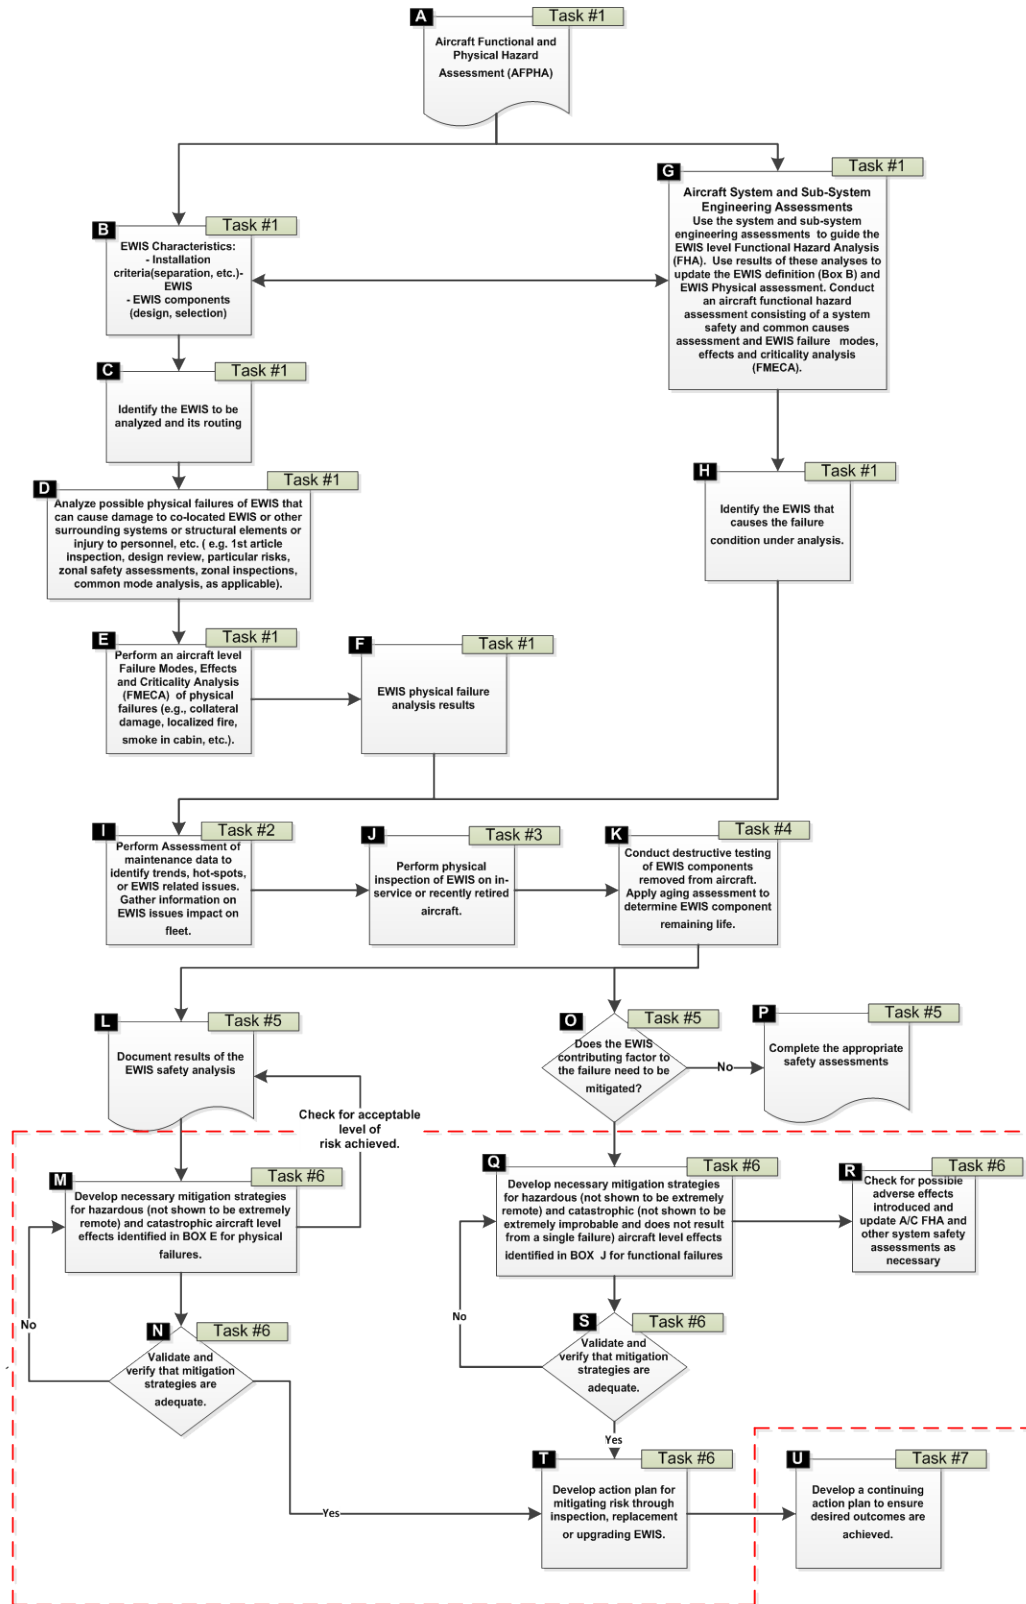 A
Task #1
Aircraft Functional and
Physical Hazard
Assessment (AFPHA)
G
Task #1
Aircraft System and Sub-System
Engineering Assessments
Use the system and sub-system
engineering assessments to guide the
EWIS level Functional Hazard Analysis
(FHA). Use results of these analyses to
update the EWIS definition (Box B) and
EWIS Physical assessment. Conduct
an aircraft functional hazard
assessment consisting of a system
safety and common causes
assessment and EWIS failure modes,
effects and criticality analysis
(FMECA).
B
Task #1
EWIS Characteristics:
- Installation
criteria(separation, etc.)-
EWIS
- EWIS components
(design, selection)
C
Task #1
Identify the EWIS to be
analyzed and its routing
D
Task #1
Analyze possible physical failures of EWIS that
can cause damage to co-located EWIS or other
surrounding systems or structural elements or
injury to personnel, etc. ( e.g. 1st article
inspection, design review, particular risks,
zonal safety assessments, zonal inspections,
common mode analysis, as applicable).
H
Task #1
Identify the EWIS that
causes the failure
condition under analysis.
E
Task #1
Perform an aircraft level
Failure Modes, Effects
and Criticality Analysis
(FMECA) of physical
failures (e.g., collateral
damage, localized fire,
smoke in cabin, etc.).
F
Task #1
EWIS physical failure
analysis results
I
Task #2
Perform Assessment of
maintenance data to
identify trends, hot-spots,
or EWIS related issues.
Gather information on
EWIS issues impact on
fleet.
J
Task #3
Perform physical
inspection of EWIS on in-
service or recently retired
aircraft.
K
Task #4
Conduct destructive testing
of EWIS components
removed from aircraft.
Apply aging assessment to
determine EWIS component
remaining life.
L
Task #5
Document results of the
EWIS safety analysis
O
Task #5
Does the EWIS
contributing factor to
the failure need to be
mitigated?
No
P
Task #5
Complete the appropriate
safety assessments
Check for acceptable
level of
risk achieved.
M
Task #6
Develop necessary mitigation strategies
for hazardous (not shown to be extremely
remote) and catastrophic aircraft level
effects identified in BOX E for physical
failures.
Q
Task #6
Develop necessary mitigation strategies
for hazardous (not shown to be extremely
remote) and catastrophic (not shown to be
extremely improbable and does not result
from a single failure) aircraft level effects
identified in BOX J for functional failures
R
Task #6
Check for possible
adverse effects
introduced and
update A/C FHA and
other system safety
assessments as
necessary
No
N
Task #6
Validate and
verify that mitigation
strategies are
adequate.
No
S
Task #6
Validate and
verify that mitigation
strategies are
adequate.
Yes
Yes
T
Task #6
Develop action plan for
mitigating risk through
inspection, replacement
or upgrading EWIS.
U
Task #7
Develop a continuing
action plan to ensure
desired outcomes are
achieved.